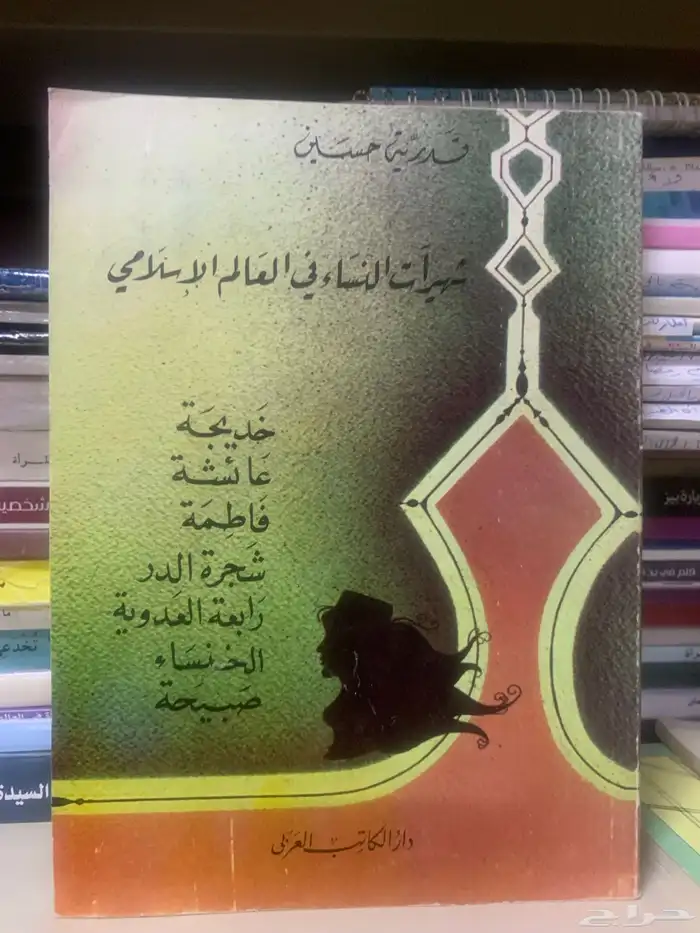 قدرية حسين
شهيرات النساء في العالم الإسلامي
خديجة
عائشة
فاطمة
شجرة الدر
رابعة العدوية
الخنساء
صبيحة
دار الكاتب العربي
السيدة
حراج